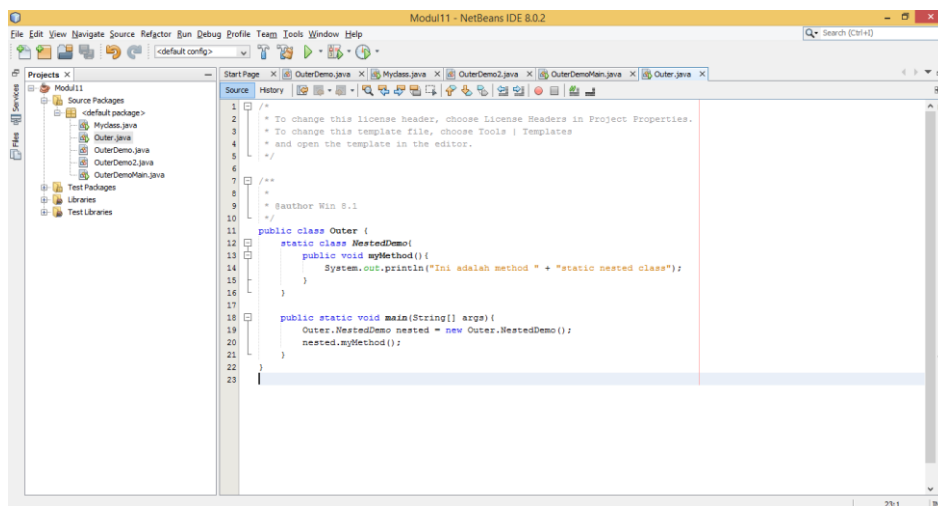 Modul11 - NetBeans IDE 8.0.2
File Edit View Navigate Source Refactor Run Debug Profile Team Tools Window Help
Search (Ctrl+I)
<default config>
Projects
Start Page
OuterDemo.java
Mydass.java
OuterDemo2.java
OuterDemoMain.java
Outer.java
Services
Files
Modul11
Source Packages
<default package>
Mydass.java
Outer.java
OuterDemo.java
OuterDemo2.java
OuterDemoMain.java
Test Packages
Libraries
Test Libraries
Source History
1 /*
2 * To change this license header, choose License Headers in Project Properties.
3 * To change this template file, choose Tools | Templates
4 * and open the template in the editor.
5 */
6
7 /**
8 *
9 * @author Win 8.1
10 */
11 public class Outer {
12 static class NestedDemo{
13 public void myMethod(){
14 System.out.println("Ini adalah method " + "static nested class");
15 }
16 }
17
18 public static void main(String[] args){
19 Outer.NestedDemo nested = new Outer.NestedDemo();
20 nested.myMethod();
21 }
22 }
23
23:1